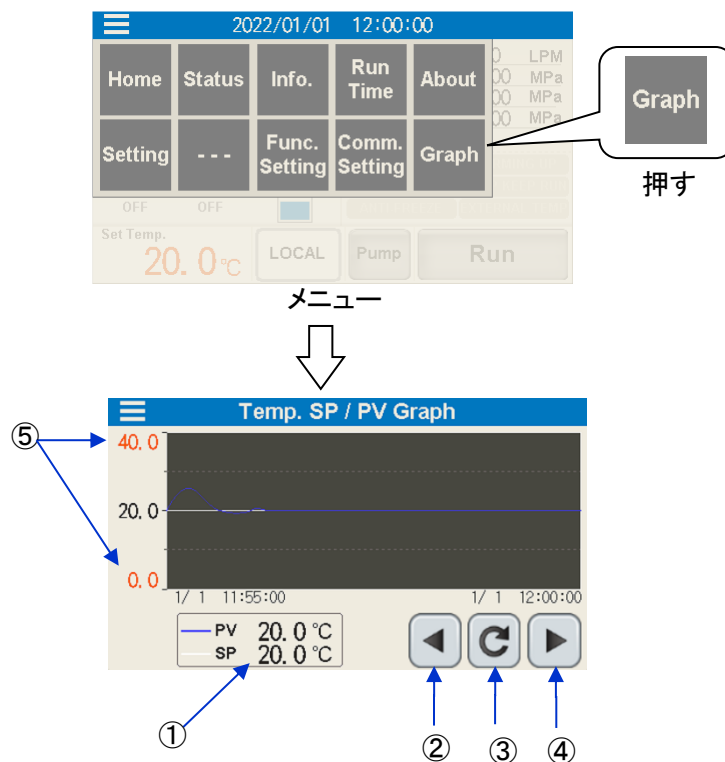 2022/01/01 12:00:00
Home Status Info. Run Time About
Setting --- Func. Setting Comm. Setting Graph
LPM
MPa
MPa
MPa
OFF OFF
Set Temp.
20.0℃ LOCAL Pump Run
Graph
押す
メニュー
Temp. SP / PV Graph
⑤
40.0
20.0
0.0
1/ 1 11:55:00 1/ 1 12:00:00
PV 20.0 ℃
SP 20.0 ℃
① ② ③ ④